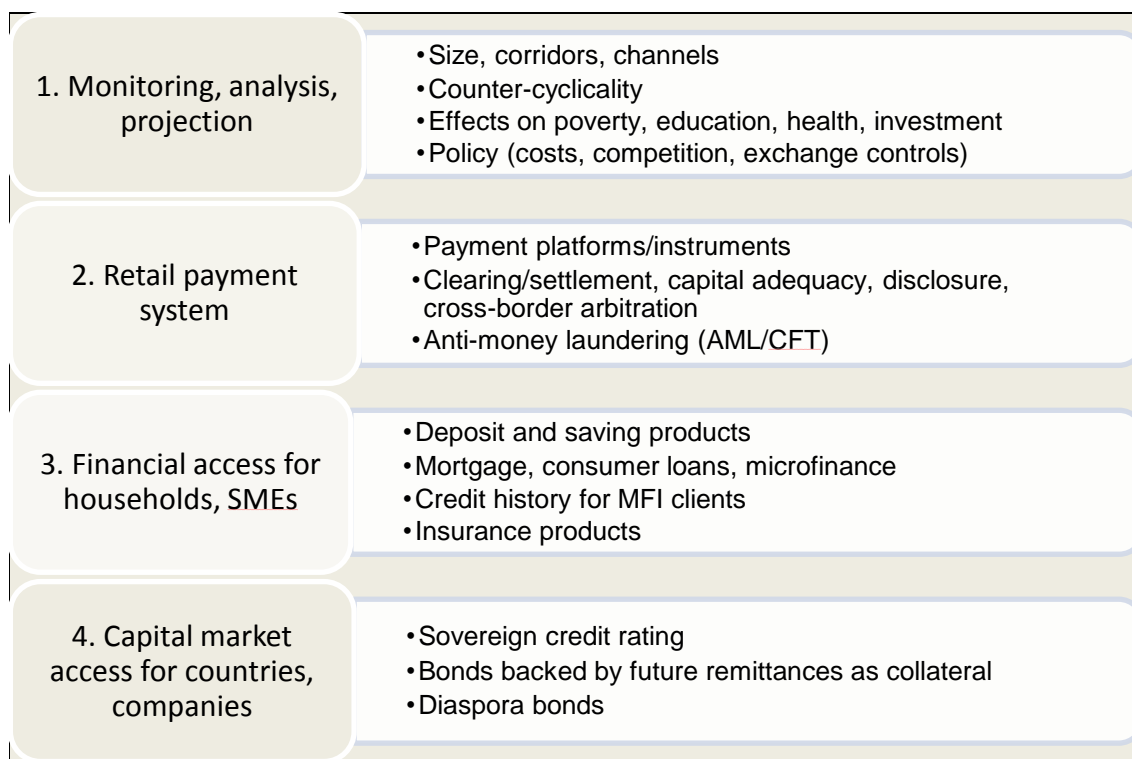 1. Monitoring, analysis,
projection
•Size, corridors, channels
•Counter-cyclicality
•Effects on poverty, education, health, investment
•Policy (costs, competition, exchange controls)
2. Retail payment
system
•Payment platforms/instruments
•Clearing/settlement, capital adequacy, disclosure,
cross-border arbitration
•Anti-money laundering (AML/CFT)
3. Financial access for
households, SMEs
•Deposit and saving products
•Mortgage, consumer loans, microfinance
•Credit history for MFI clients
•Insurance products
4. Capital market
access for countries,
companies
•Sovereign credit rating
•Bonds backed by future remittances as collateral
•Diaspora bonds